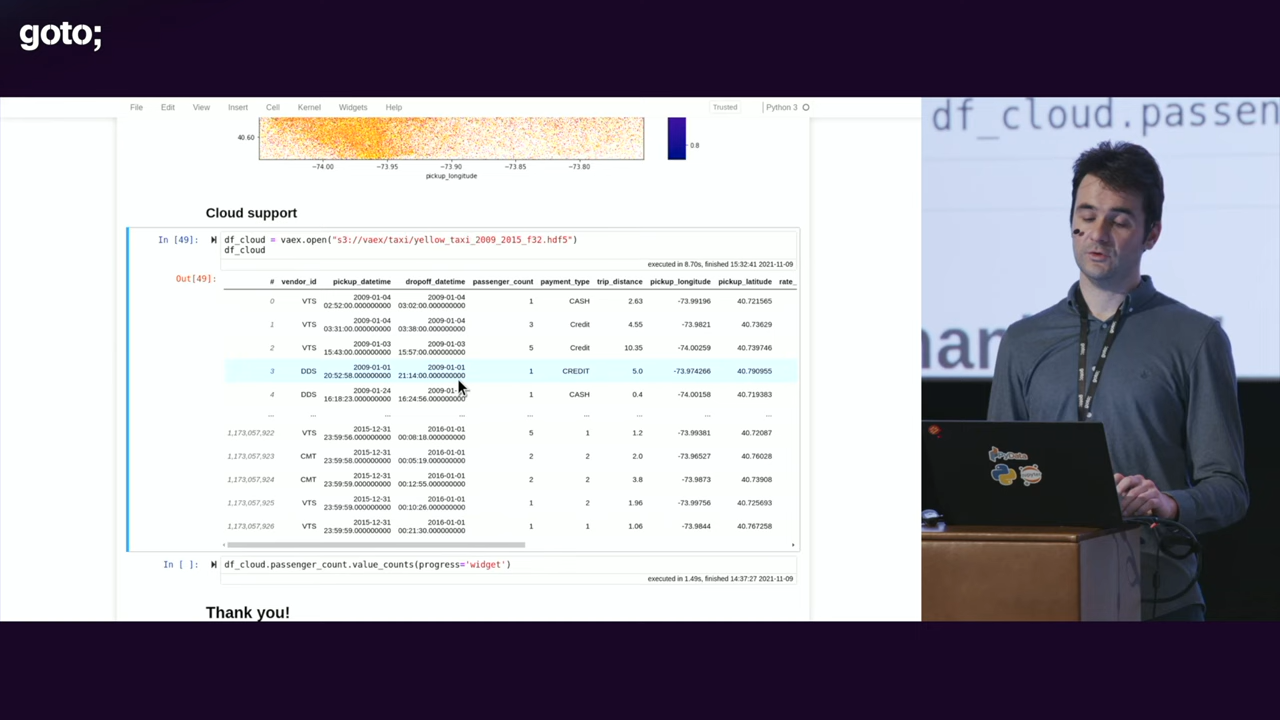 goto;
File Edit View Insert Cell Kernel Widgets Help Trusted Python 3
40.60
−74.00 −73.95 −73.90 −73.85 −73.80
0.8
pickup_longitude
Cloud support
In [49]: df_cloud = vaex.open("s3://vaex/taxi/yellow_taxi_2009_2015_f32.hdf5")
df_cloud
executed in 8.70s, finished 15:32:41 2021-11-09
Out[49]:
# vendor_id pickup_datetime dropoff_datetime passenger_count payment_type trip_distance pickup_longitude pickup_latitude rate_
0 VTS 2009-01-04 02:52:00.000000000 2009-01-04 03:02:00.000000000 1 CASH 2.63 -73.99196 40.721565
1 VTS 2009-01-04 03:31:00.000000000 2009-01-04 03:38:00.000000000 3 Credit 4.55 -73.9821 40.73629
2 VTS 2009-01-03 15:43:00.000000000 2009-01-03 15:57:00.000000000 5 Credit 10.35 -74.00259 40.739746
3 DDS 2009-01-01 20:52:58.000000000 2009-01-01 21:14:00.000000000 1 CREDIT 5.0 -73.974266 40.790955
4 DDS 2009-01-24 16:18:23.000000000 2009-01- 16:24:56.000000000 1 CASH 0.4 -74.00158 40.719383
... ... ... ... ... ... ... ... ...
1,173,057,922 VTS 2015-12-31 23:59:56.000000000 2016-01-01 00:08:18.000000000 5 1 1.2 -73.99381 40.72087
1,173,057,923 CMT 2015-12-31 23:59:58.000000000 2016-01-01 00:05:19.000000000 2 2 2.0 -73.96527 40.76028
1,173,057,924 CMT 2015-12-31 23:59:59.000000000 2016-01-01 00:12:55.000000000 2 2 3.8 -73.9873 40.73908
1,173,057,925 VTS 2015-12-31 23:59:59.000000000 2016-01-01 00:10:26.000000000 1 2 1.96 -73.99756 40.725693
1,173,057,926 VTS 2015-12-31 23:59:59.000000000 2016-01-01 00:21:30.000000000 1 1 1.06 -73.9844 40.767258
In [ ]: df_cloud.passenger_count.value_counts(progress='widget')
executed in 1.49s, finished 14:37:27 2021-11-09
Thank you!
df_cloud.passen
han
PyData